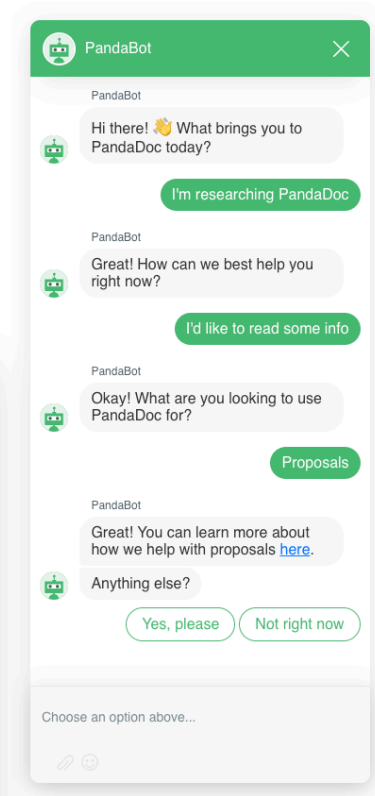 PandaBot
PandaBot
Hi there! 👋 What brings you to
PandaDoc today?
I'm researching PandaDoc
PandaBot
Great! How can we best help you
right now?
I'd like to read some info
PandaBot
Okay! What are you looking to use
PandaDoc for?
Proposals
PandaBot
Great! You can learn more about
how we help with proposals here.
Anything else?
Yes, please
Not right now
Choose an option above...